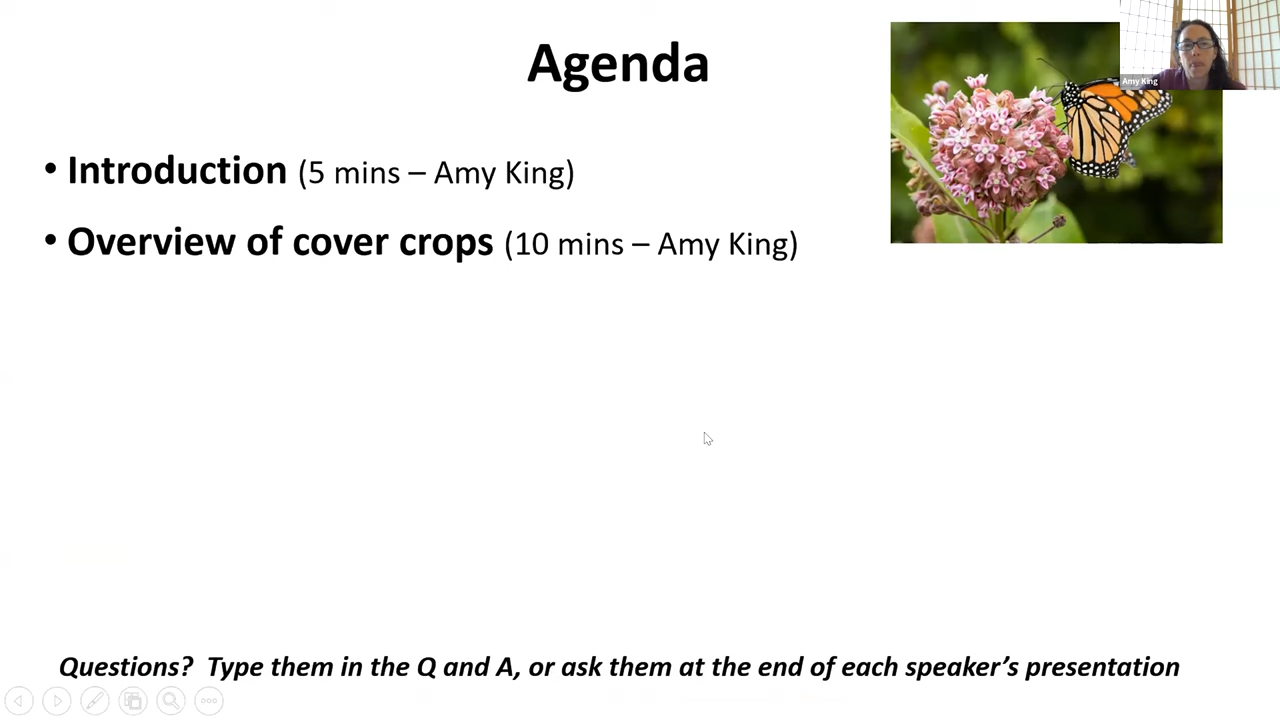 Agenda
Amy King
• Introduction (5 mins – Amy King)
• Overview of cover crops (10 mins – Amy King)
Questions?  Type them in the Q and A, or ask them at the end of each speaker's presentation